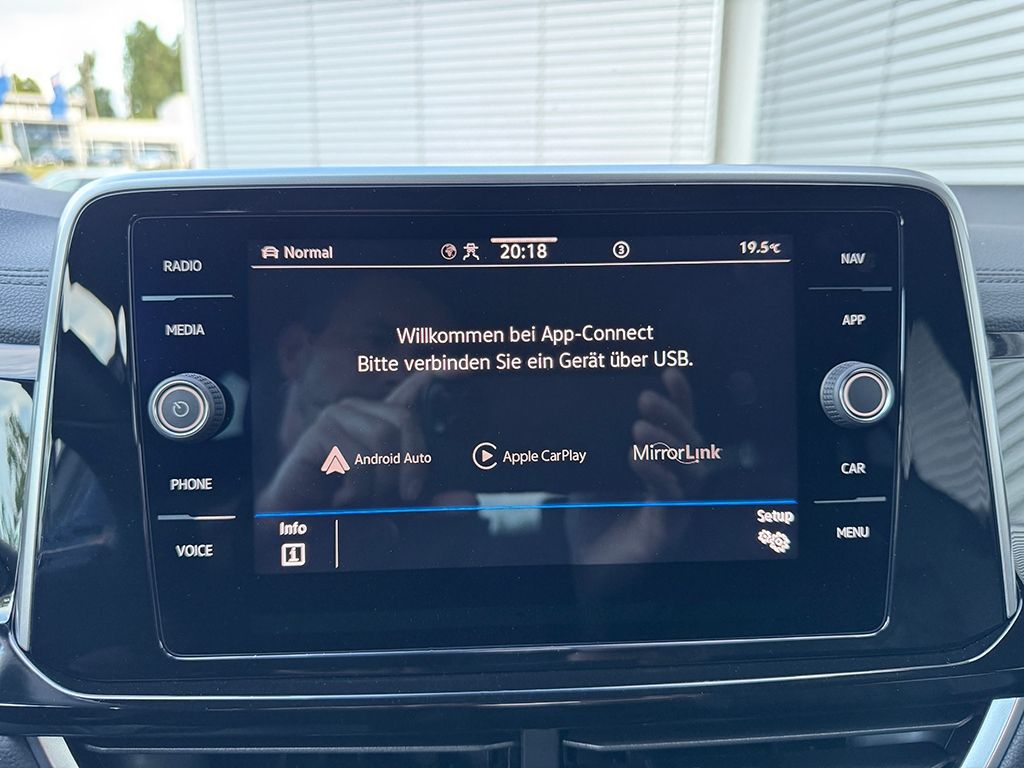 RADIO
MEDIA
PHONE
VOICE
Normal
20:18
3
19.5°C
Willkommen bei App-Connect
Bitte verbinden Sie ein Gerät über USB.
Android Auto
Apple CarPlay
MirrorLink
Info
i
Setup
NAV
APP
CAR
MENU